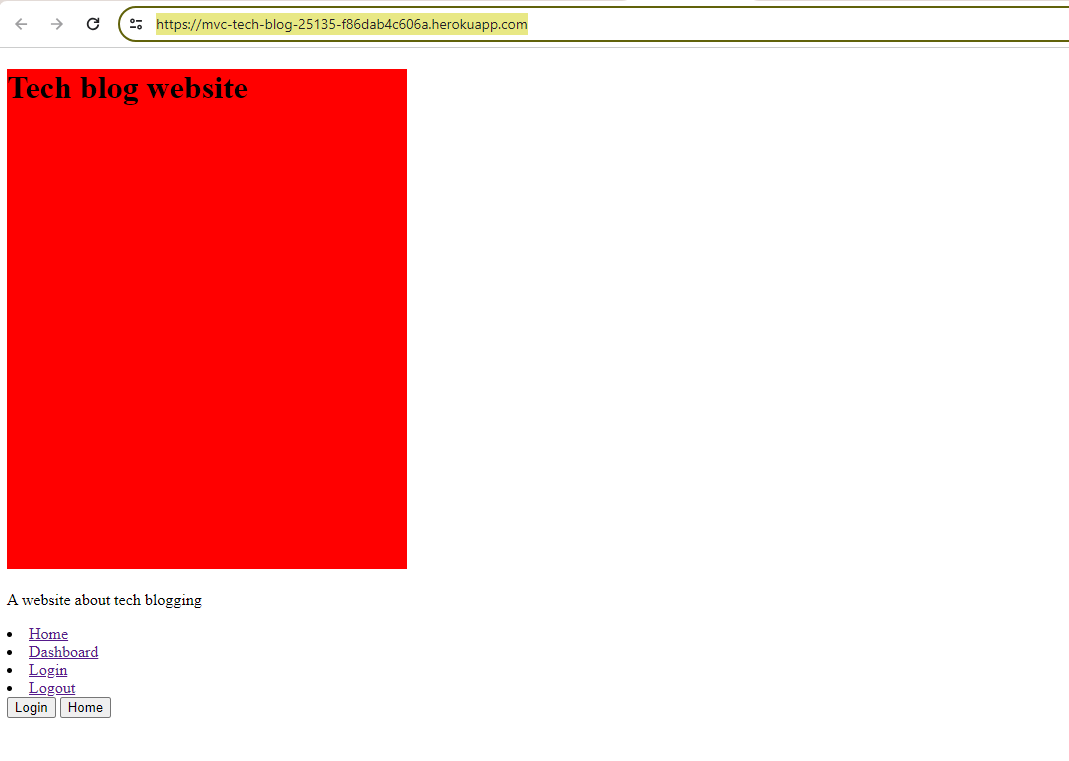 https://mvc-tech-blog-25135-f86dab4c606a.herokuapp.com
Tech blog website
A website about tech blogging
Home
Dashboard
Login
Logout
Login Home